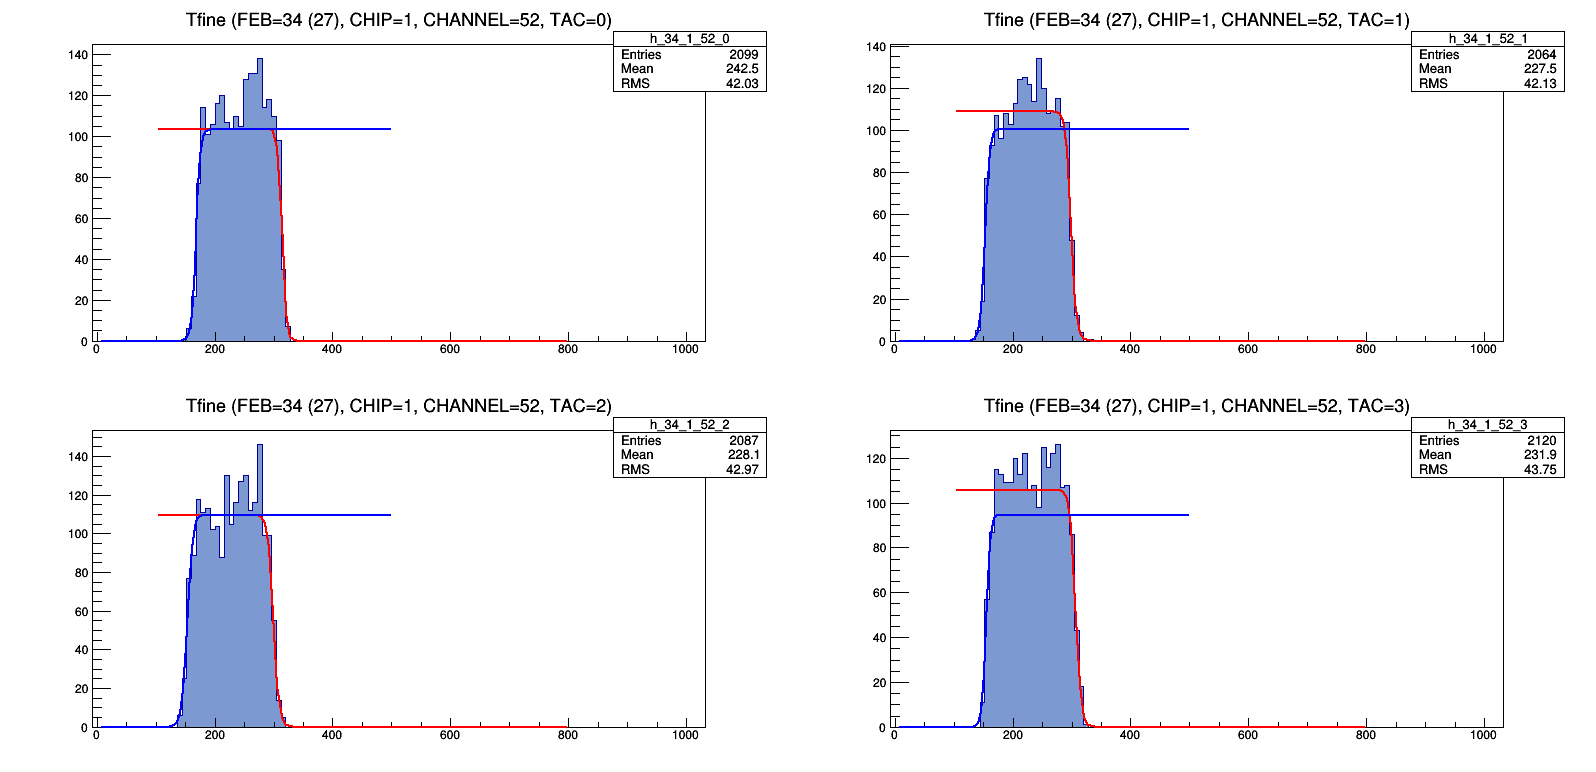 Tfine (FEB=34 (27), CHIP=1, CHANNEL=52, TAC=0)
h_34_1_52_0
Entries 2099
Mean 242.5
RMS 42.03
140
120
100
80
60
40
20
0
0 200 400 600 800 1000
Tfine (FEB=34 (27), CHIP=1, CHANNEL=52, TAC=1)
h_34_1_52_1
Entries 2064
Mean 227.5
RMS 42.13
140
120
100
80
60
40
20
0
0 200 400 600 800 1000
Tfine (FEB=34 (27), CHIP=1, CHANNEL=52, TAC=2)
h_34_1_52_2
Entries 2087
Mean 228.1
RMS 42.97
140
120
100
80
60
40
20
0
0 200 400 600 800 1000
Tfine (FEB=34 (27), CHIP=1, CHANNEL=52, TAC=3)
h_34_1_52_3
Entries 2120
Mean 231.9
RMS 43.75
120
100
80
60
40
20
0
0 200 400 600 800 1000